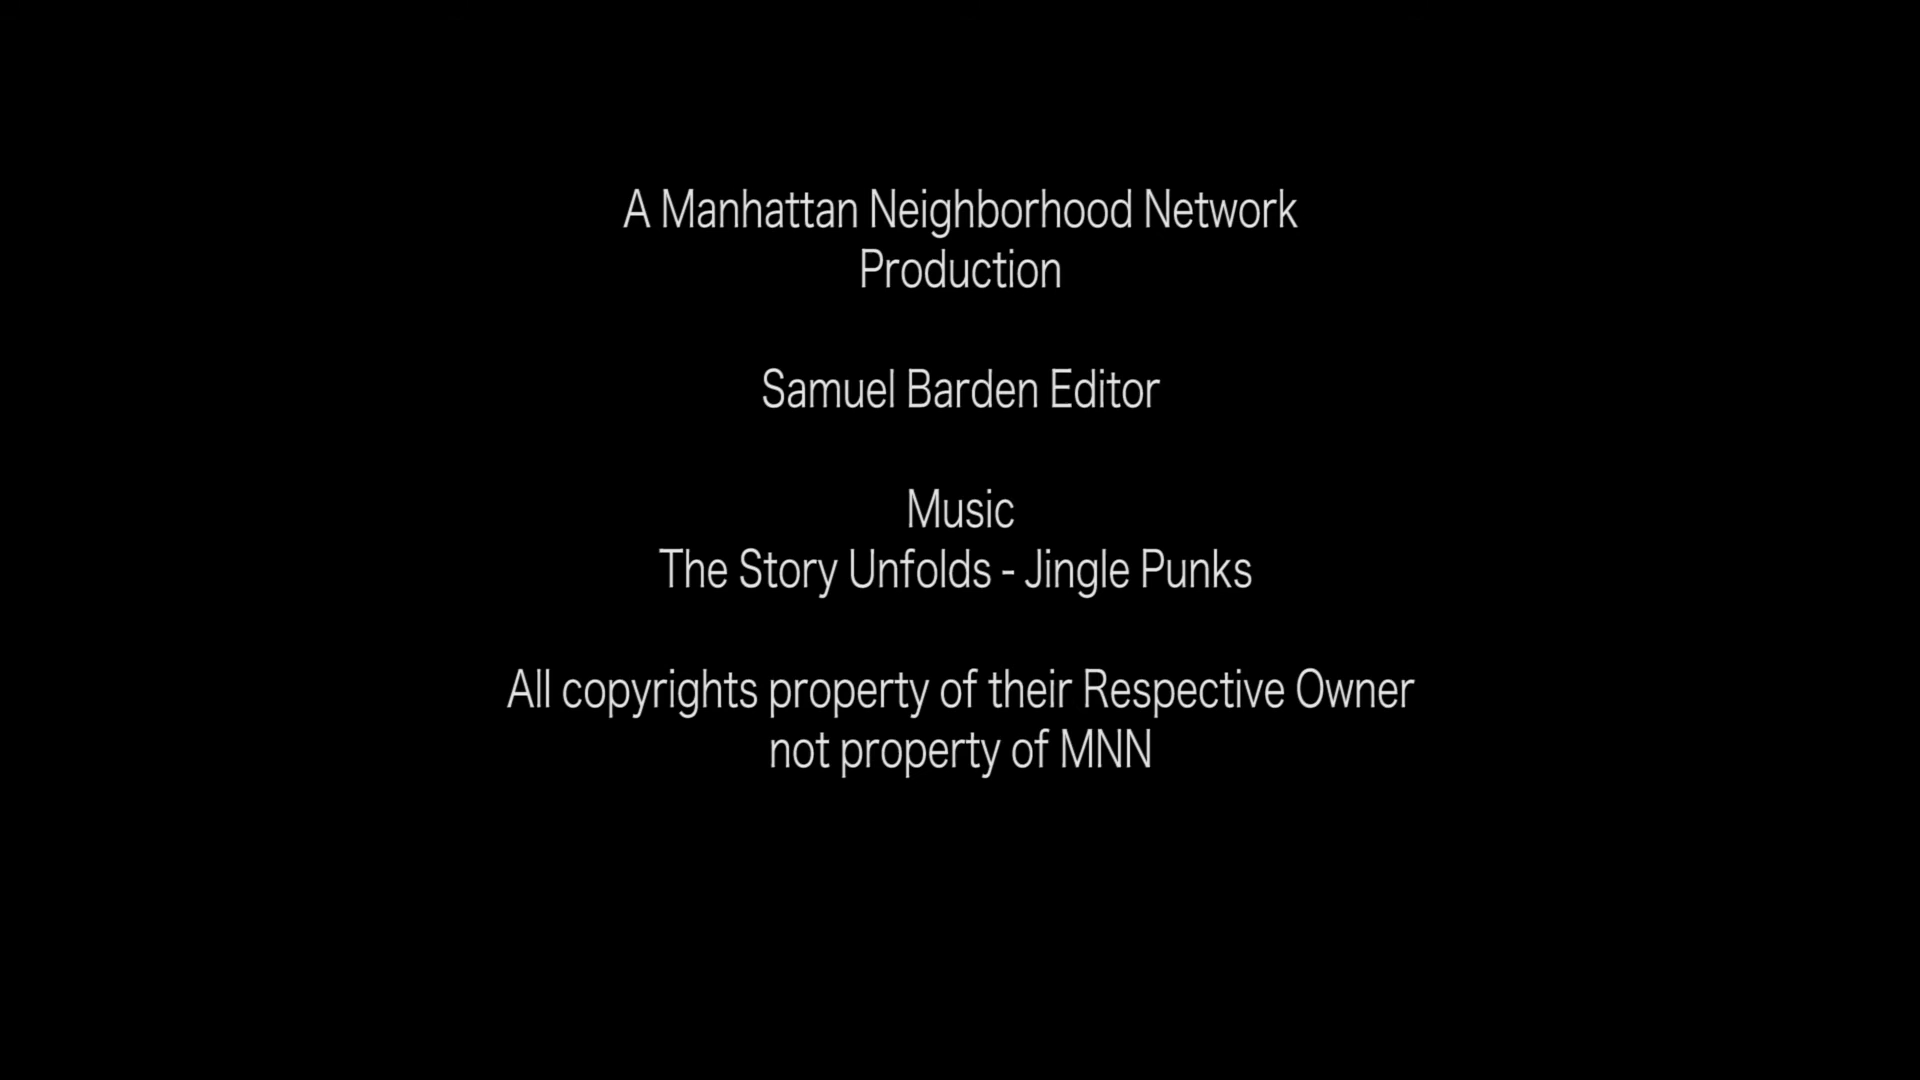 A Manhattan Neighborhood Network
Production
Samuel Barden Editor
Music
The Story Unfolds - Jingle Punks
All copyrights property of their Respective Owner
not property of MNN